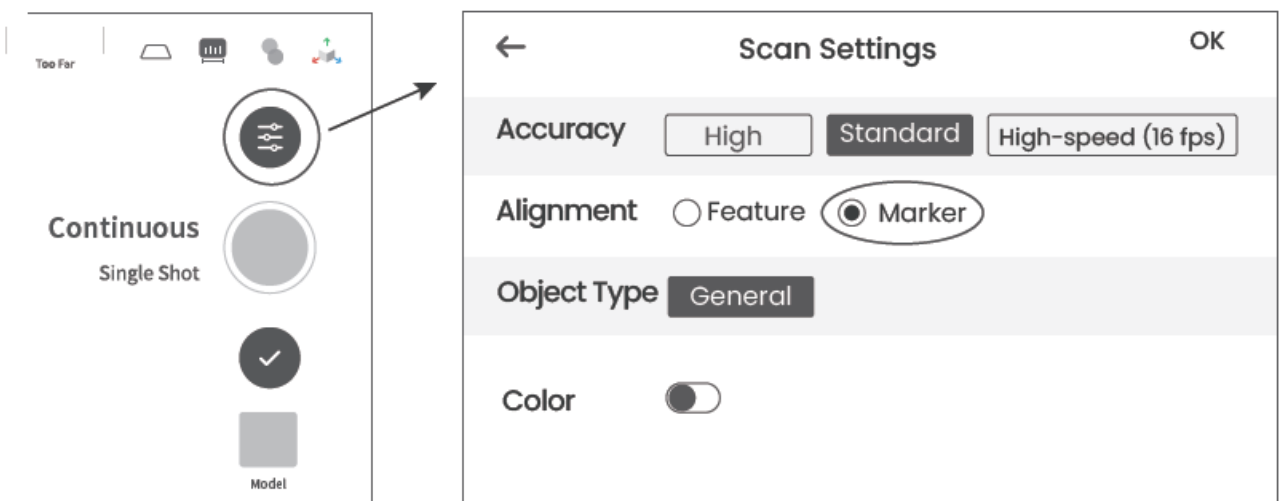 Too Far
Continuous
Single Shot
Model
Scan Settings OK
Accuracy High Standard High-speed (16 fps)
Alignment Feature Marker
Object Type General
Color